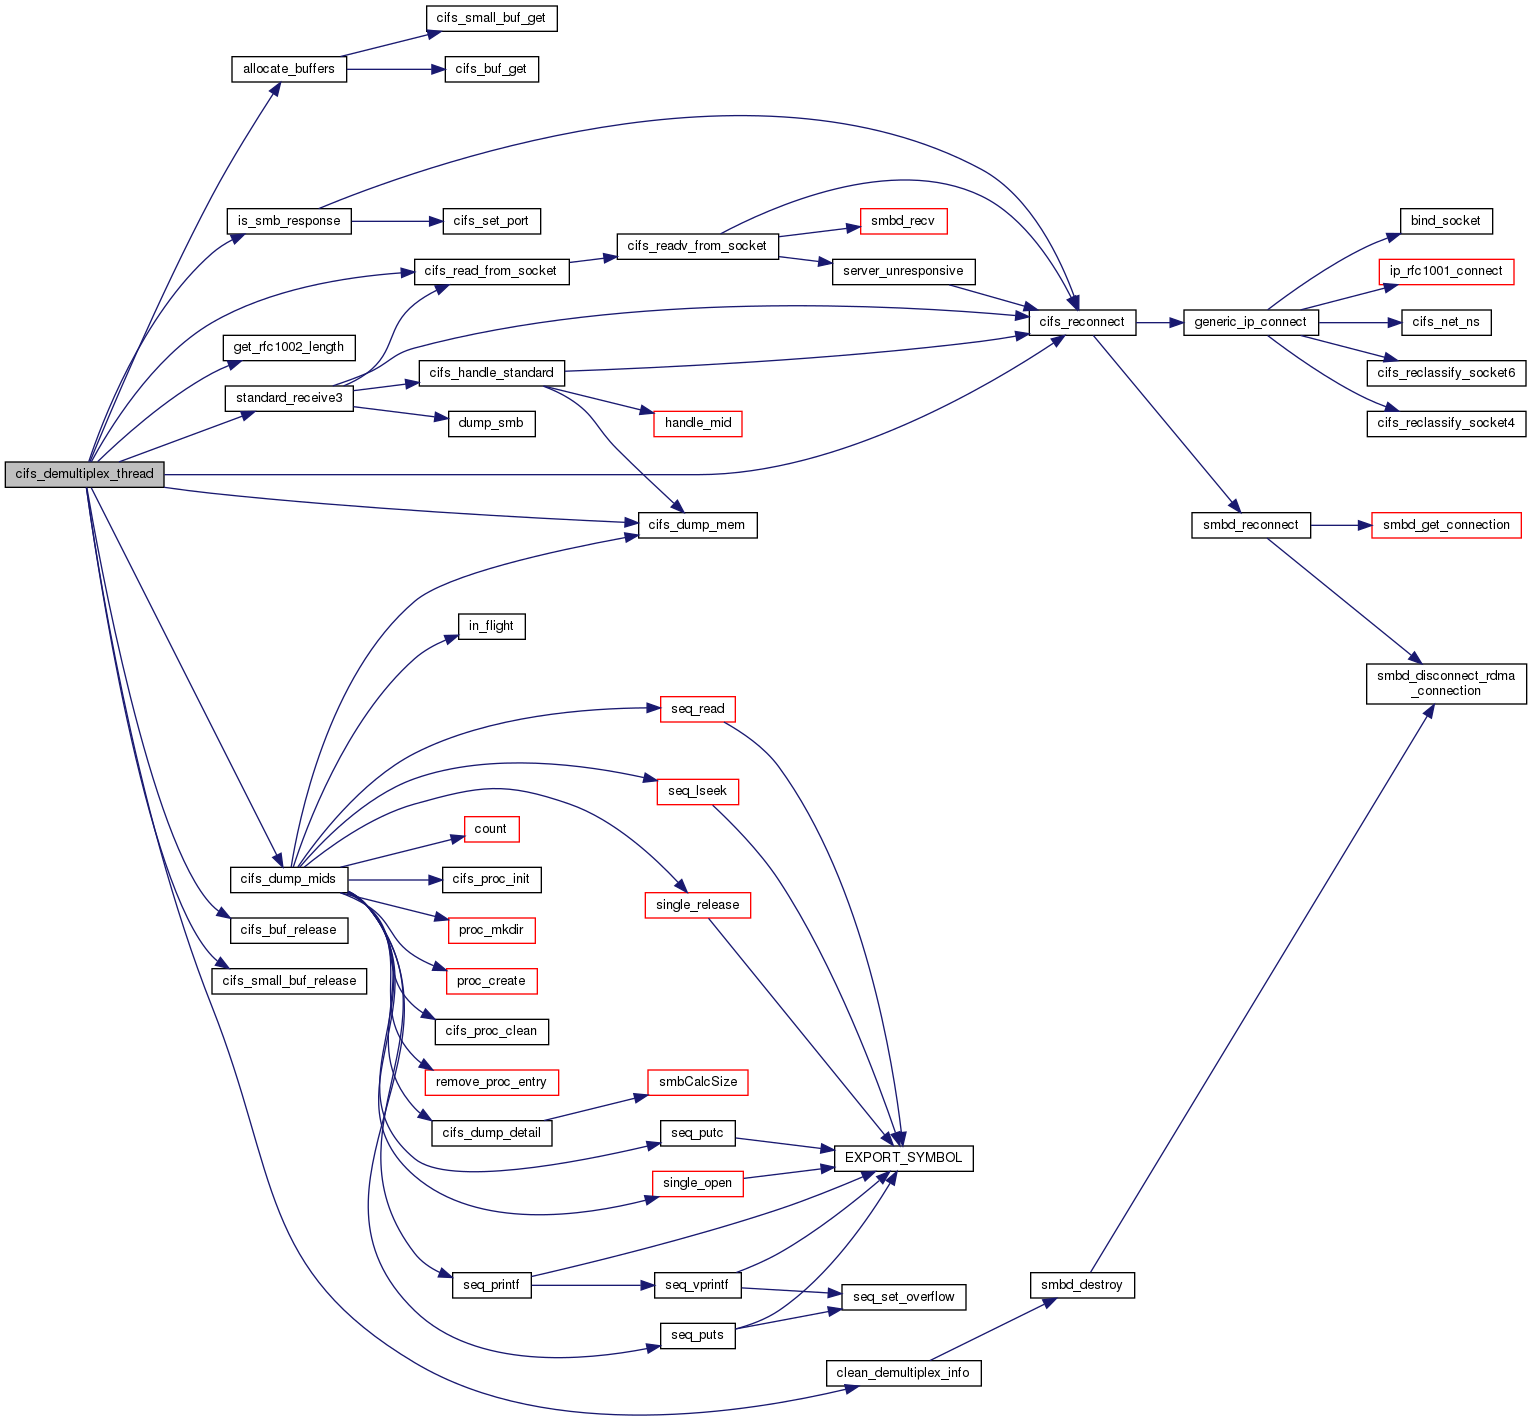 cifs_small_buf_get
allocate_buffers
cifs_buf_get
is_smb_response
cifs_set_port
smbd_recv
bind_socket
cifs_readv_from_socket
cifs_read_from_socket
server_unresponsive
ip_rfc1001_connect
cifs_reconnect
generic_ip_connect
cifs_net_ns
get_rfc1002_length
cifs_handle_standard
cifs_reclassify_socket6
standard_receive3
dump_smb
handle_mid
cifs_reclassify_socket4
cifs_demultiplex_thread
cifs_dump_mem
smbd_reconnect
smbd_get_connection
in_flight
smbd_disconnect_rdma
_connection
seq_read
seq_lseek
count
cifs_dump_mids
cifs_proc_init
single_release
cifs_buf_release
proc_mkdir
cifs_small_buf_release
proc_create
cifs_proc_clean
remove_proc_entry
smbCalcSize
cifs_dump_detail
seq_putc
EXPORT_SYMBOL
single_open
seq_printf
seq_vprintf
seq_set_overflow
smbd_destroy
seq_puts
clean_demultiplex_info